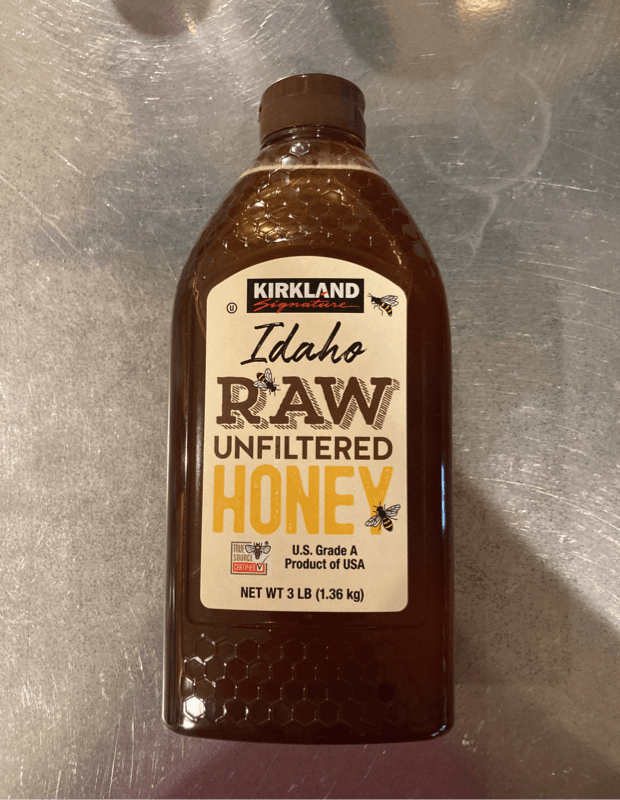 KIRKLAND
Signature
U
Idaho
RAW
UNFILTERED
HONEY
TRUE
SOURCE
CERTIFIED
U.S. Grade A
Product of USA
NET WT 3 LB (1.36 kg)